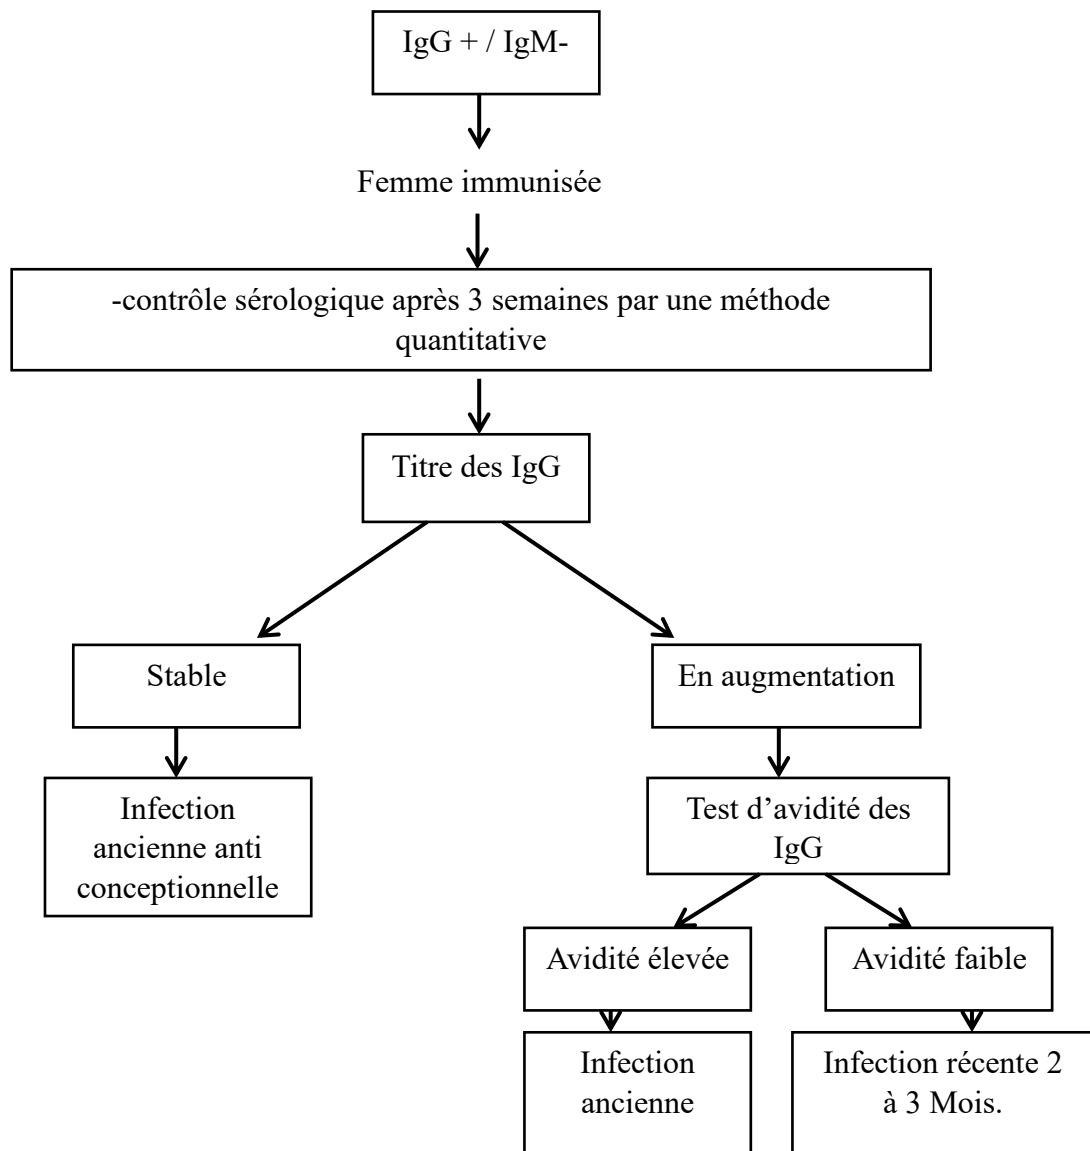 IgG + / IgM-
Femme immunisée
-contrôle sérologique après 3 semaines par une méthode
quantitative
Titre des IgG
Stable
En augmentation
Infection
ancienne anti
conceptionnelle
Test d’avidité des
IgG
Avidité élevée
Avidité faible
Infection
ancienne
Infection récente 2
à 3 Mois.